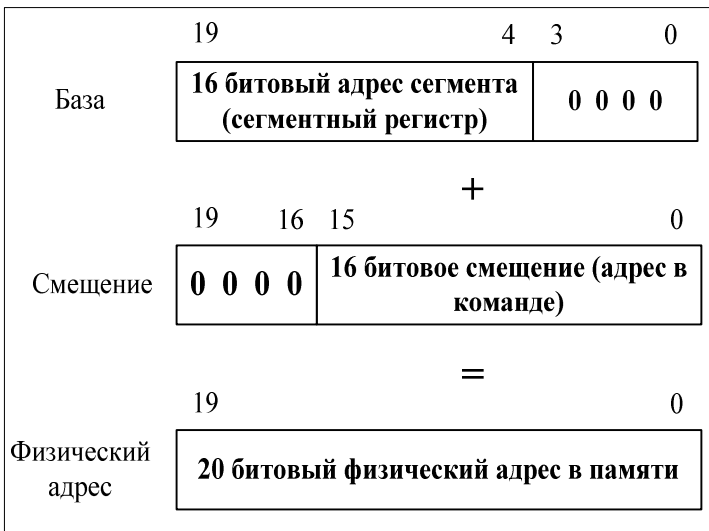 19 4 3 0
База
16 битовый адрес сегмента
(сегментный регистр)
0 0 0 0
+
19 16 15 0
Смещение
0 0 0 0
16 битовое смещение (адрес в
команде)
=
19 0
Физический
адрес
20 битовый физический адрес в памяти